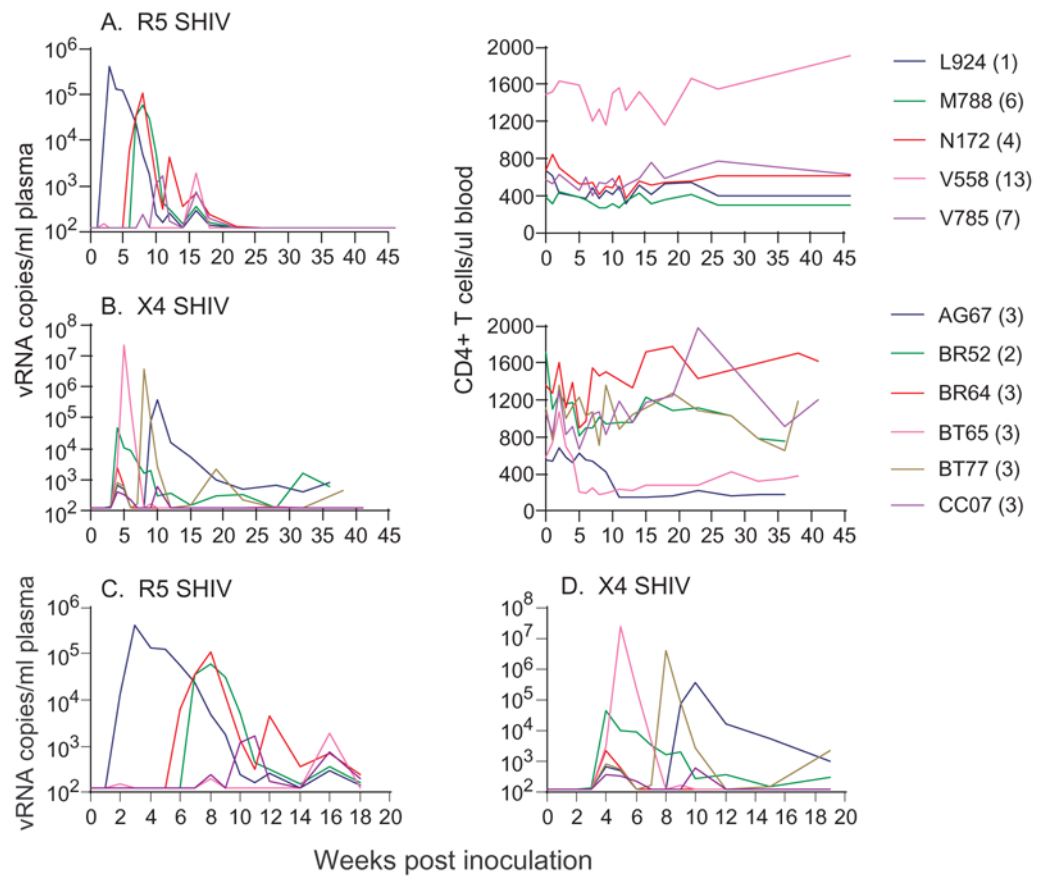 A. R5 SHIV
10^6
10^5
10^4
10^3
10^2
0 5 10 15 20 25 30 35 40 45
2000
1600
1200
800
400
0
0 5 10 15 20 25 30 35 40 45
L924 (1)
M788 (6)
N172 (4)
V558 (13)
V785 (7)
vRNA copies/ml plasma
CD4+ T cells/ul blood
B. X4 SHIV
10^8
10^7
10^6
10^5
10^4
10^3
10^2
0 5 10 15 20 25 30 35 40 45
2000
1600
1200
800
400
0
0 5 10 15 20 25 30 35 40 45
AG67 (3)
BR52 (2)
BR64 (3)
BT65 (3)
BT77 (3)
CC07 (3)
C. R5 SHIV
vRNA copies/ml plasma
10^6
10^5
10^4
10^3
10^2
0 2 4 6 8 10 12 14 16 18 20
D. X4 SHIV
10^8
10^7
10^6
10^5
10^4
10^3
10^2
0 2 4 6 8 10 12 14 16 18 20
Weeks post inoculation